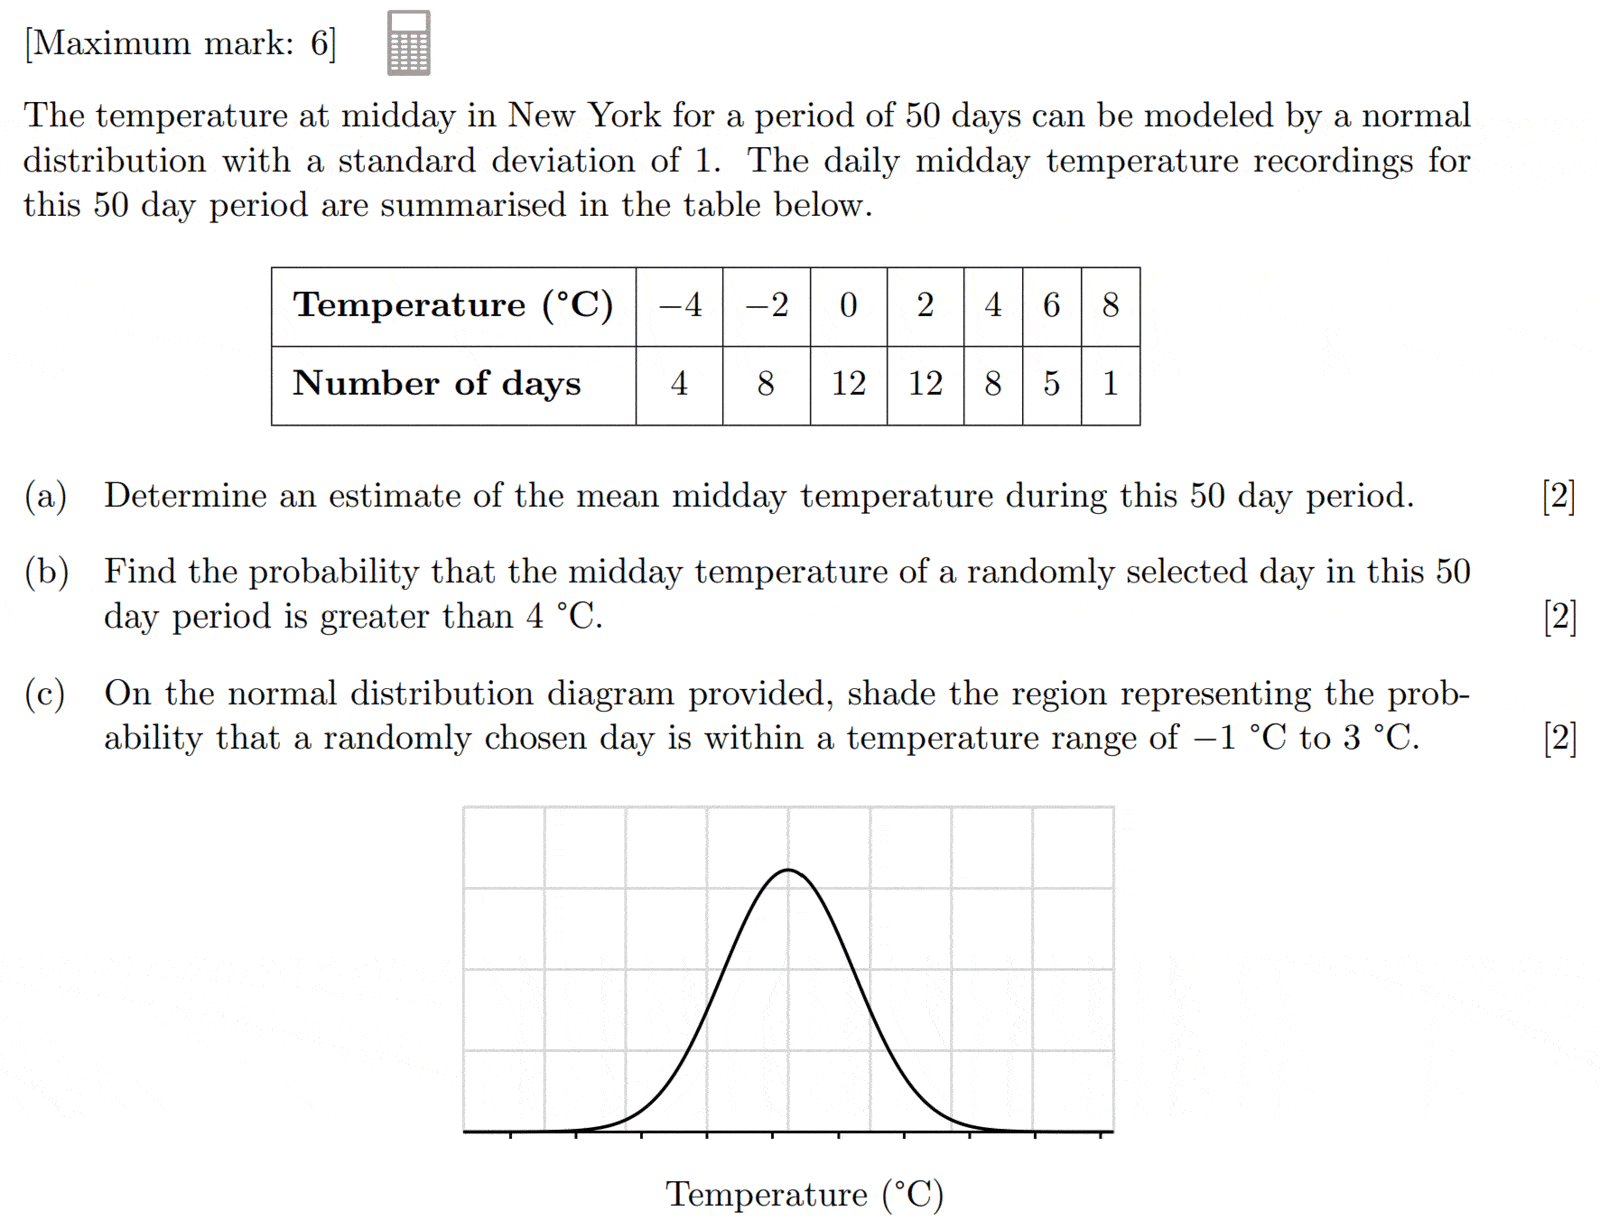 [Maximum mark: 6]
The temperature at midday in New York for a period of 50 days can be modeled by a normal
distribution with a standard deviation of 1. The daily midday temperature recordings for
this 50 day period are summarised in the table below.
Temperature (°C) −4 −2 0 2 4 6 8
Number of days 4 8 12 12 8 5 1
(a) Determine an estimate of the mean midday temperature during this 50 day period. [2]
(b) Find the probability that the midday temperature of a randomly selected day in this 50
day period is greater than 4 °C. [2]
(c) On the normal distribution diagram provided, shade the region representing the prob-
ability that a randomly chosen day is within a temperature range of −1 °C to 3 °C. [2]
Temperature (°C)